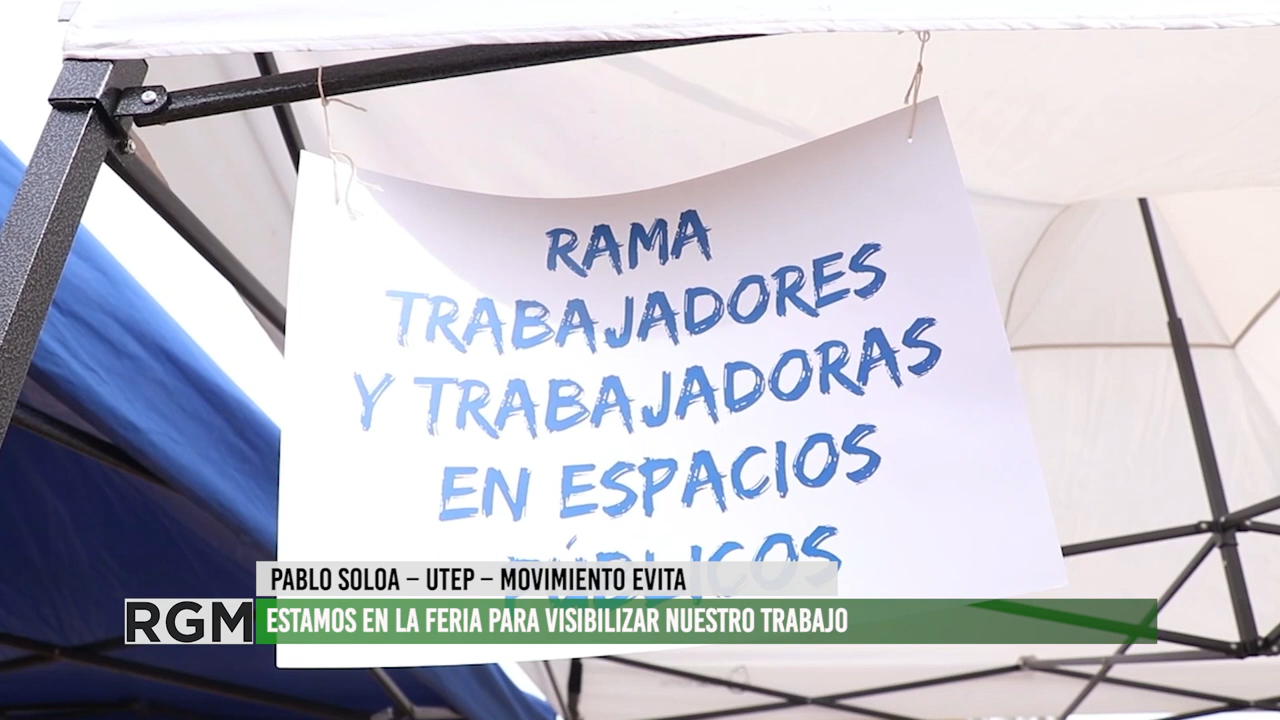 RAMA
TRABAJADORES
Y TRABAJADORAS
EN ESPACIOS
PÚBLICOS
PABLO SOLOA – UTEP – MOVIMIENTO EVITA
RGM
ESTAMOS EN LA FERIA PARA VISIBILIZAR NUESTRO TRABAJO